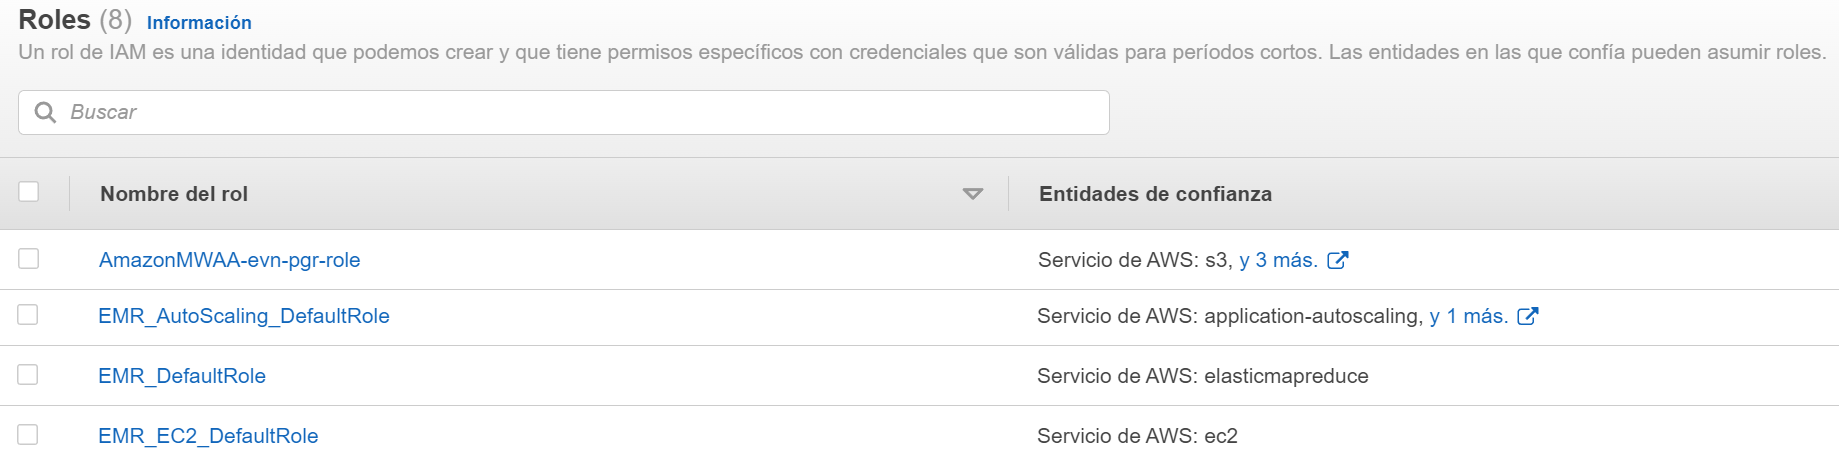 Roles (8) Información
Un rol de IAM es una identidad que podemos crear y que tiene permisos específicos con credenciales que son válidas para períodos cortos. Las entidades en las que confía pueden asumir roles.
Buscar
Nombre del rol Entidades de confianza
AmazonMWAA-evn-pgr-role Servicio de AWS: s3, y 3 más.
EMR_AutoScaling_DefaultRole Servicio de AWS: application-autoscaling, y 1 más.
EMR_DefaultRole Servicio de AWS: elasticmapreduce
EMR_EC2_DefaultRole Servicio de AWS: ec2